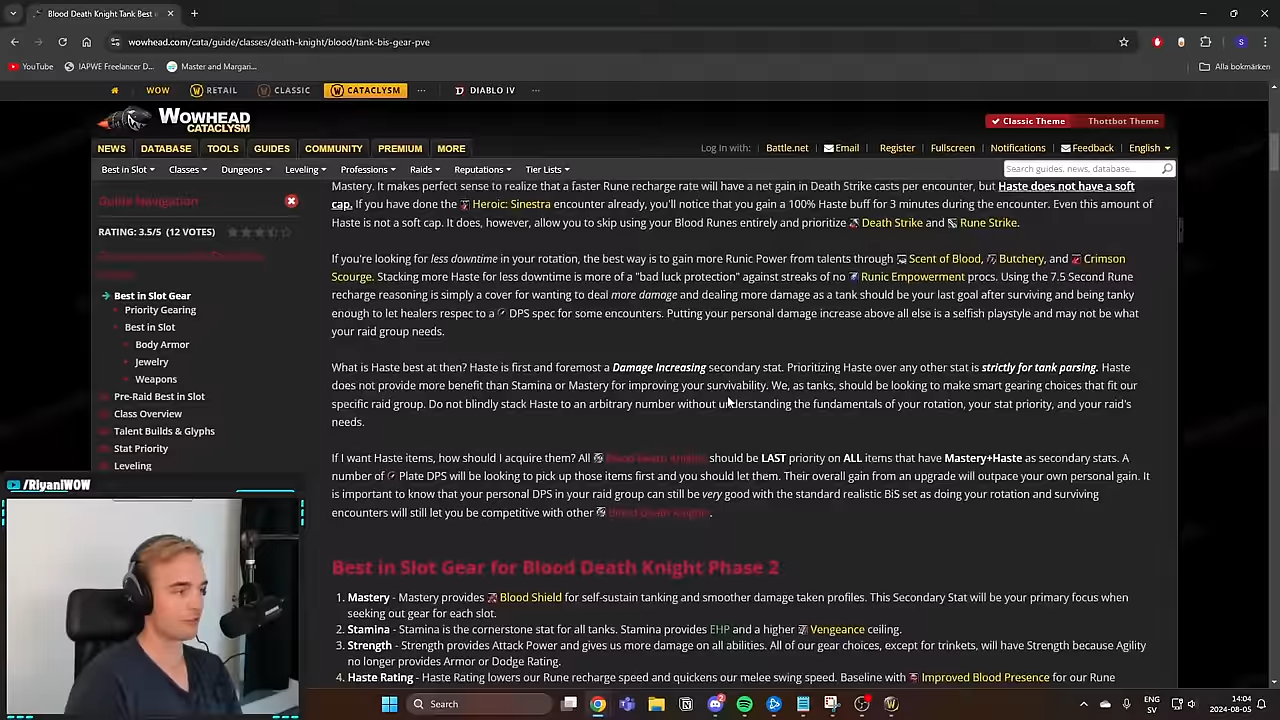 Blood Death Knight Tank Best
wowhead.com/cata/guide/classes/death-knight/blood/tank-bis-gear-pve
YouTube
IAPWE Freelancer D...
Master and Margari...
Alla bokmärken
WOW
RETAIL
CLASSIC
CATACLYSM
DIABLO IV
WOWHEAD
CATACLYSM
Classic Theme
Thottbot Theme
NEWS
DATABASE
TOOLS
GUIDES
COMMUNITY
PREMIUM
MORE
Log In with:
Battle.net
Email
Register
Fullscreen
Notifications
Feedback
English
Best in Slot
Classes
Dungeons
Leveling
Professions
Raids
Reputations
Tier Lists
Search guides, news, database...
Guide Navigation
RATING: 3.5/5 (12 VOTES)
Best in Slot Gear
Priority Gearing
Best in Slot
Body Armor
Jewelry
Weapons
Pre-Raid Best in Slot
Class Overview
Talent Builds & Glyphs
Stat Priority
Leveling
Mastery. It makes perfect sense to realize that a faster Rune recharge rate will have a net gain in Death Strike casts per encounter, but Haste does not have a soft
cap. If you have done the Heroic: Sinestra encounter already, you'll notice that you gain a 100% Haste buff for 3 minutes during the encounter. Even this amount of
Haste is not a soft cap. It does, however, allow you to skip using your Blood Runes entirely and prioritize Death Strike and Rune Strike.
If you're looking for less downtime in your rotation, the best way is to gain more Runic Power from talents through Scent of Blood, Butchery, and Crimson
Scourge. Stacking more Haste for less downtime is more of a "bad luck protection" against streaks of no Runic Empowerment procs. Using the 7.5 Second Rune
recharge reasoning is simply a cover for wanting to deal more damage and dealing more damage as a tank should be your last goal after surviving and being tanky
enough to let healers respec to a DPS spec for some encounters. Putting your personal damage increase above all else is a selfish playstyle and may not be what
your raid group needs.
What is Haste best at then? Haste is first and foremost a Damage Increasing secondary stat. Prioritizing Haste over any other stat is strictly for tank parsing. Haste
does not provide more benefit than Stamina or Mastery for improving your survivability. We, as tanks, should be looking to make smart gearing choices that fit our
specific raid group. Do not blindly stack Haste to an arbitrary number without understanding the fundamentals of your rotation, your stat priority, and your raid's
needs.
If I want Haste items, how should I acquire them? All Blood Death Knights should be LAST priority on ALL items that have Mastery+Haste as secondary stats. A
number of Plate DPS will be looking to pick up those items first and you should let them. Their overall gain from an upgrade will outpace your own personal gain. It
is important to know that your personal DPS in your raid group can still be very good with the standard realistic BiS set as doing your rotation and surviving
encounters will still let you be competitive with other Blood Death Knights.
Best in Slot Gear for Blood Death Knight Phase 2
1. Mastery - Mastery provides Blood Shield for self-sustain tanking and smoother damage taken profiles. This Secondary Stat will be your primary focus when
seeking out gear for each slot.
2. Stamina - Stamina is the cornerstone stat for all tanks. Stamina provides EHP and a higher Vengeance ceiling.
3. Strength - Strength provides Attack Power and gives us more damage on all abilities. All of our gear choices, except for trinkets, will have Strength because Agility
no longer provides Armor or Dodge Rating.
4. Haste Rating - Haste Rating lowers our Rune recharge speed and quickens our melee swing speed. Baseline with Improved Blood Presence for our Rune
/RiyaniWOW
Search
2
ENG
SV
14:04
2024-08-05